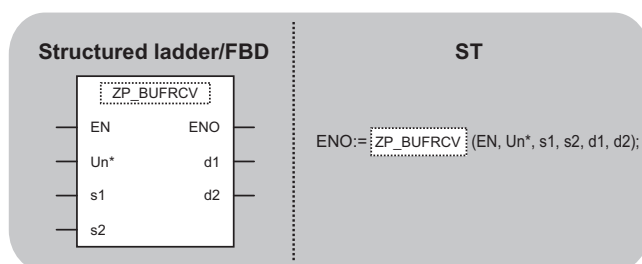 Structured ladder/FBD
ZP_BUFRCV
EN ENO
Un* d1
s1 d2
s2
ST
ENO:= ZP_BUFRCV (EN, Un*, s1, s2, d1, d2);